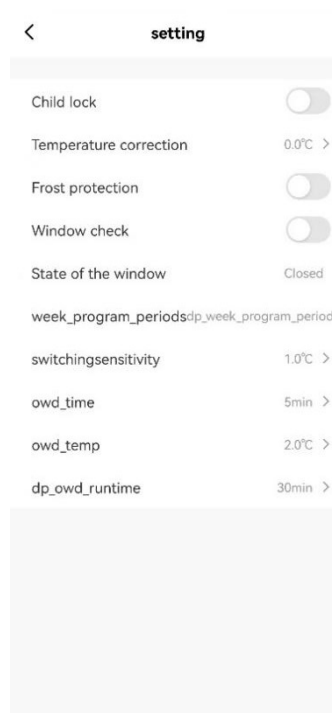 setting
Child lock
Temperature correction 0.0℃ >
Frost protection
Window check
State of the window Closed
week_program_periodsdp_week_program_period
switchingsensitivity 1.0℃ >
owd_time 5min >
owd_temp 2.0℃ >
dp_owd_runtime 30min >